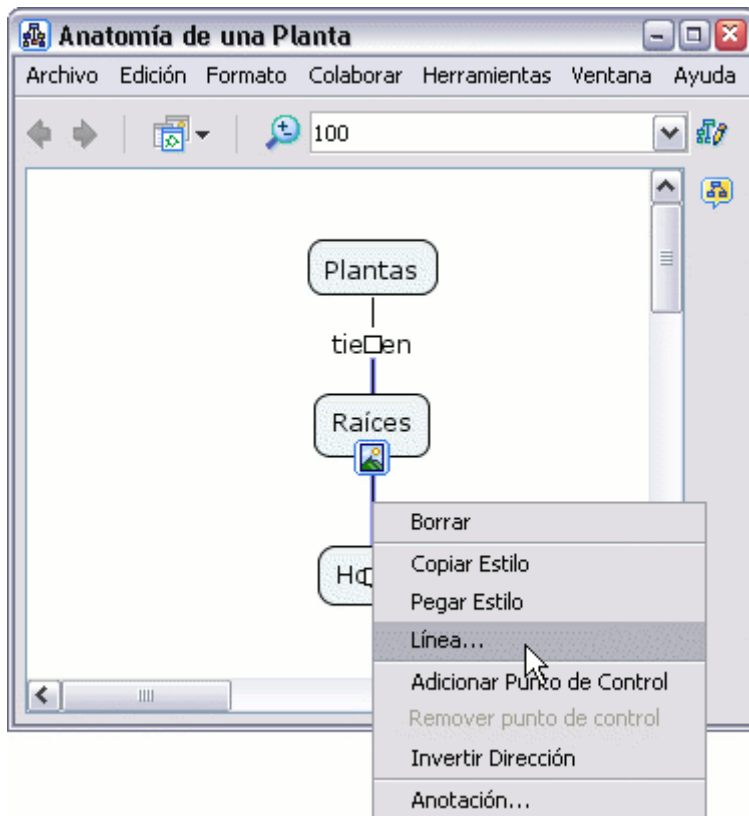 Anatomía de una Planta
Archivo Edición Formato Colaborar Herramientas Ventana Ayuda
100
Plantas
tienen
Raíces
Borrar
Copiar Estilo
Pegar Estilo
Línea...
Adicionar Punto de Control
Remover punto de control
Invertir Dirección
Anotación...